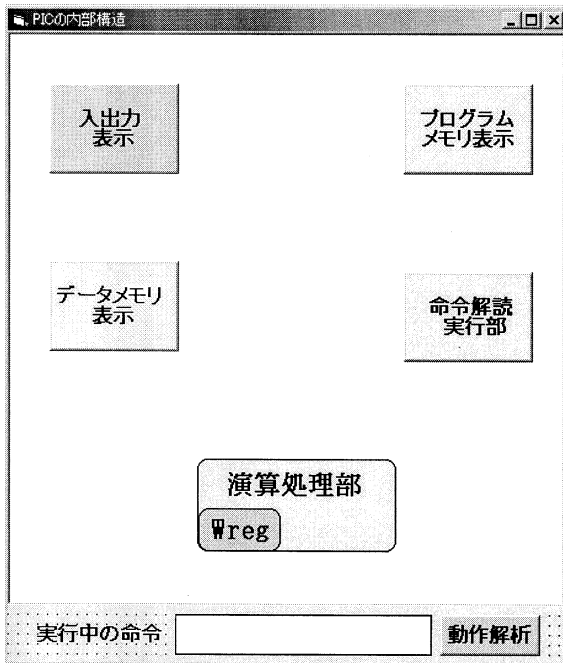 PICの内部構造
入出力
表示
プログラム
メモリ表示
データメモリ
表示
命令解読
実行部
演算処理部
Wreg
実行中の命令
動作解析